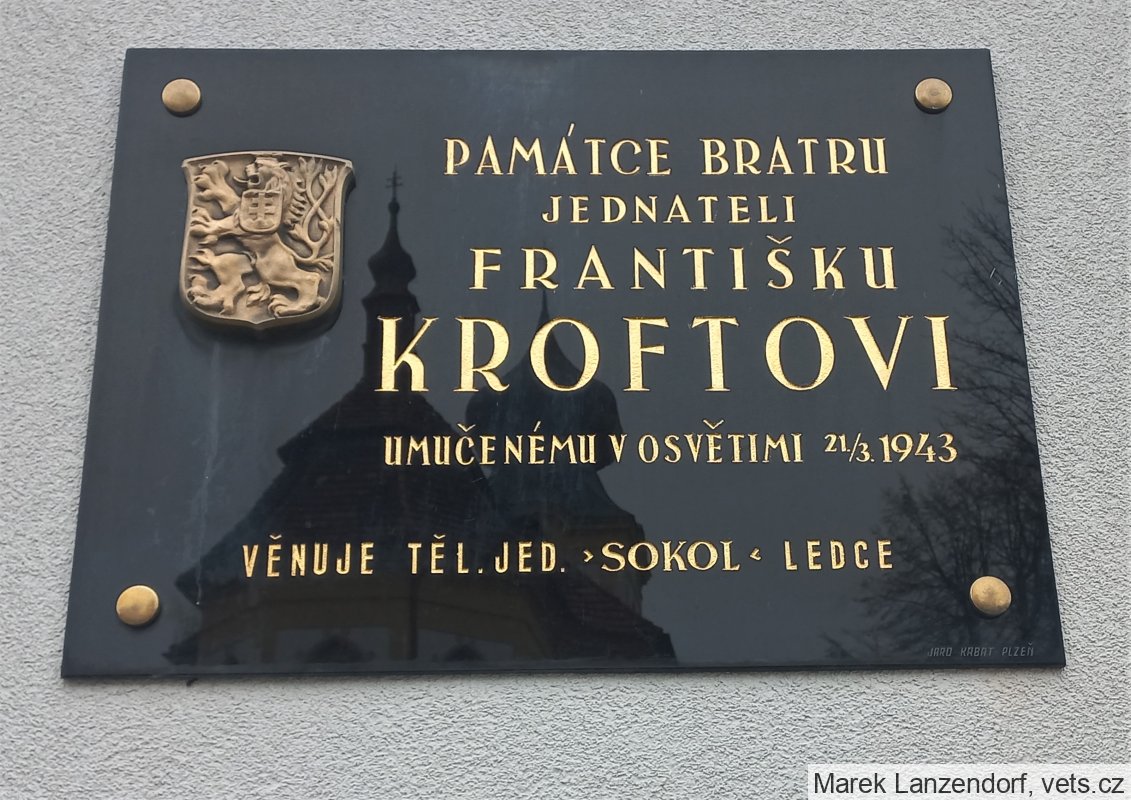 PAMÁTCE BRATRU
JEDNATELI
FRANTIŠKU
KROFTOVI
UMUČENÉMU V OSVĚTIMI 21./3. 1943
VĚNUJE TĚL. JED. ›SOKOL‹ LEDCE
JARO KABÁT PLZEŇ
Marek Lanzendorf, vets.cz